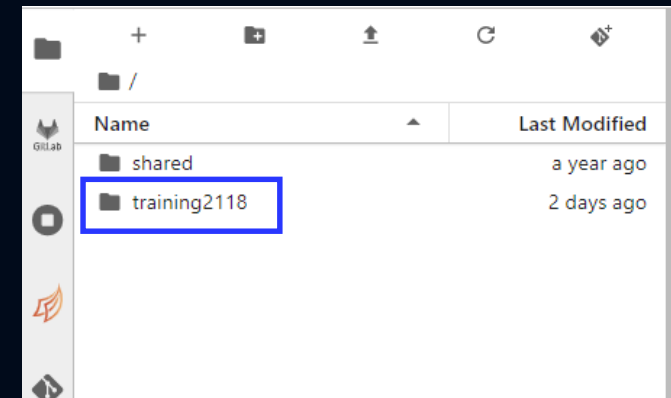 /
Name Last Modified
GitLab
shared a year ago
training2118 2 days ago